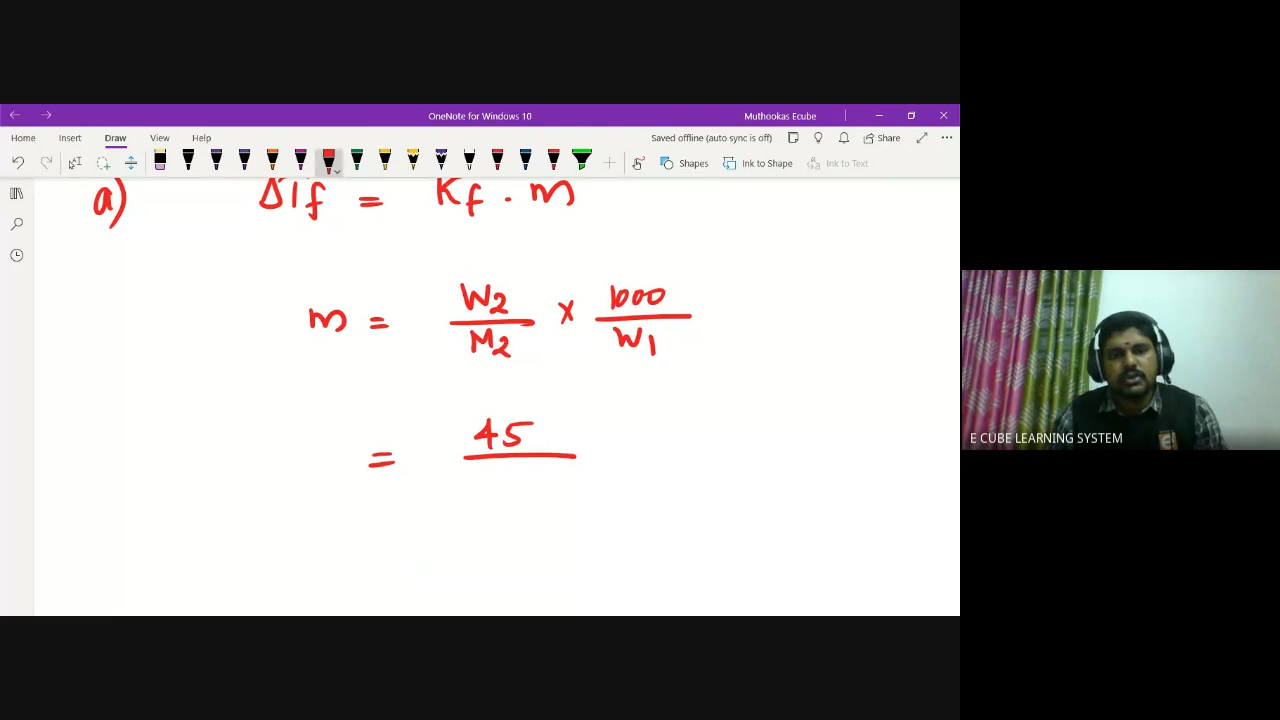 OneNote for Windows 10
Muthookas Ecube
Home Insert Draw View Help
Saved offline (auto sync is off)
Share
Shapes
Ink to Shape
Ink to Text
a) ΔTf = Kf . m
m = W2/M2 x 1000/W1
= 45
E CUBE LEARNING SYSTEM